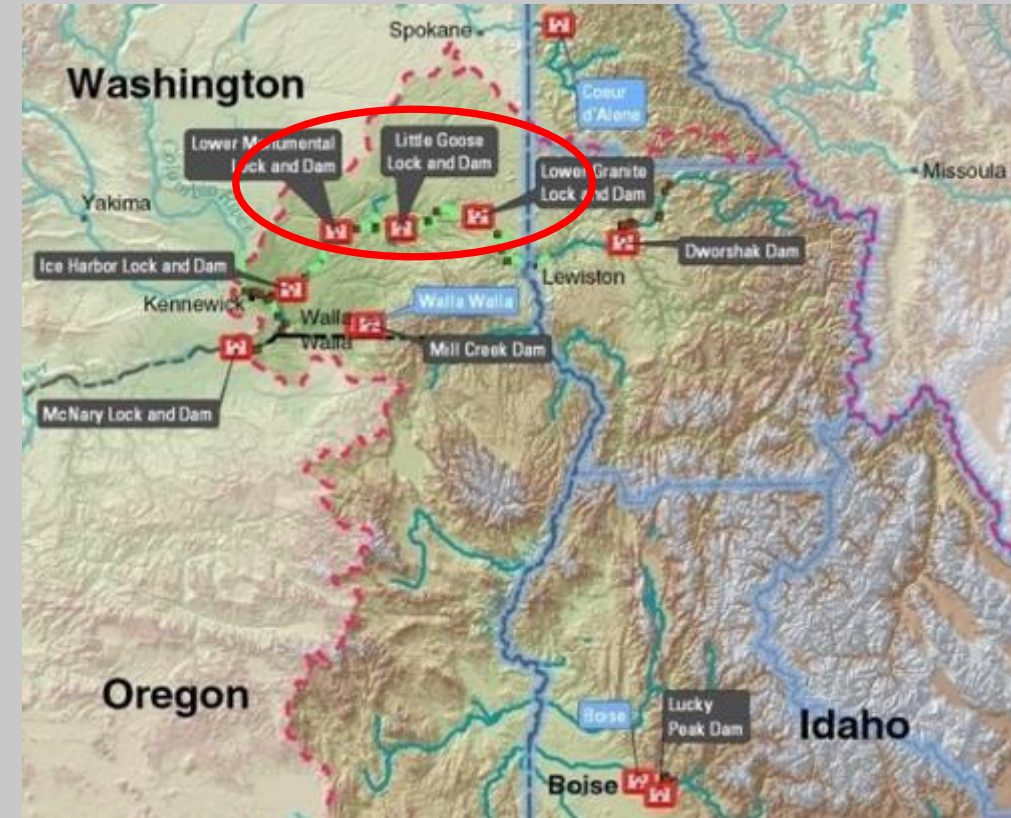 Spokane
Washington
Coeur
d'Alene
Lower Monumental
Lock and Dam
Little Goose
Lock and Dam
Lower Granite
Lock and Dam
Missoula
Columbia River
Yakima
Dworshak Dam
Ice Harbor Lock and Dam
Lewiston
Kennewick
Walla Walla
Walla
Walla
Mill Creek Dam
McNary Lock and Dam
Oregon
Boise
Lucky
Peak Dam
Idaho
Boise